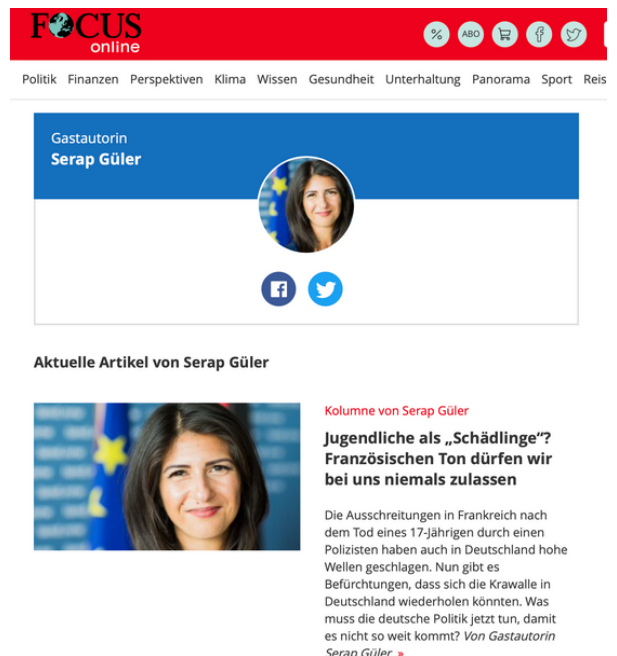 FOCUS
online
% ABO
Politik Finanzen Perspektiven Klima Wissen Gesundheit Unterhaltung Panorama Sport Reis
Gastautorin
Serap Güler
Aktuelle Artikel von Serap Güler
Kolumne von Serap Güler
Jugendliche als „Schädlinge“?
Französischen Ton dürfen wir
bei uns niemals zulassen
Die Ausschreitungen in Frankreich nach
dem Tod eines 17-Jährigen durch einen
Polizisten haben auch in Deutschland hohe
Wellen geschlagen. Nun gibt es
Befürchtungen, dass sich die Krawalle in
Deutschland wiederholen könnten. Was
muss die deutsche Politik jetzt tun, damit
es nicht so weit kommt? Von Gastautorin
Serap Güler »